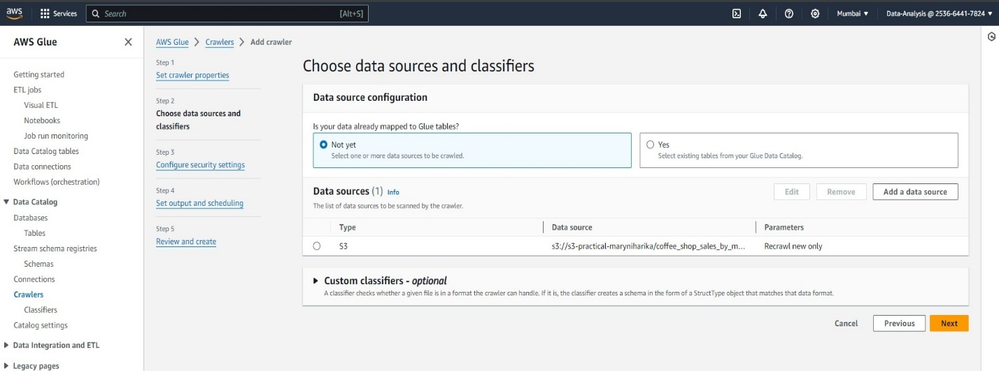 aws
Services
Search
[Alt+S]
Mumbai
Data-Analysis @ 2536-6441-7824
AWS Glue
Getting started
ETL jobs
Visual ETL
Notebooks
Job run monitoring
Data Catalog tables
Data connections
Workflows (orchestration)
Data Catalog
Databases
Tables
Stream schema registries
Schemas
Connections
Crawlers
Classifiers
Catalog settings
Data Integration and ETL
Legacy pages
AWS Glue > Crawlers > Add crawler
Step 1
Set crawler properties
Step 2
Choose data sources and
classifiers
Step 3
Configure security settings
Step 4
Set output and scheduling
Step 5
Review and create
Choose data sources and classifiers
Data source configuration
Is your data already mapped to Glue tables?
Not yet
Select one or more data sources to be crawled.
Yes
Select existing tables from your Glue Data Catalog.
Data sources (1) Info
The list of data sources to be scanned by the crawler.
Edit
Remove
Add a data source
Type
Data source
Parameters
S3
s3://s3-practical-maryniharika/coffee_shop_sales_by_m...
Recrawl new only
Custom classifiers - optional
A classifier checks whether a given file is in a format the crawler can handle. If it is, the classifier creates a schema in the form of a StructType object that matches that data format.
Cancel
Previous
Next